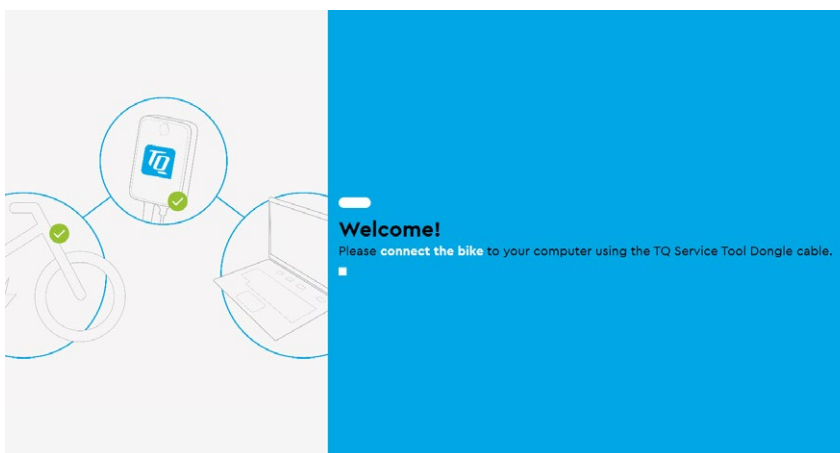 TQ
Welcome!
Please connect the bike to your computer using the TQ Service Tool Dongle cable.